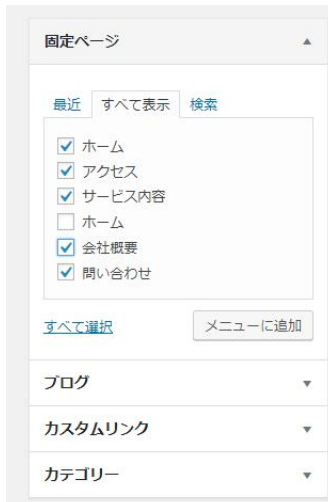 固定ページ
最近 すべて表示 検索
ホーム
アクセス
サービス内容
ホーム
会社概要
問い合わせ
すべて選択 メニューに追加
ブログ
カスタムリンク
カテゴリー